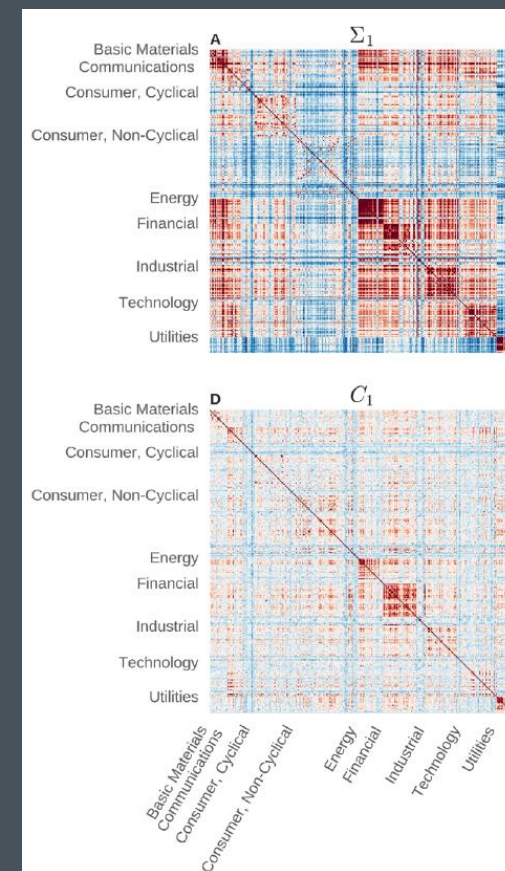 A
Σ₁
Basic Materials
Communications
Consumer, Cyclical
Consumer, Non-Cyclical
Energy
Financial
Industrial
Technology
Utilities
D
C₁
Basic Materials
Communications
Consumer, Cyclical
Consumer, Non-Cyclical
Energy
Financial
Industrial
Technology
Utilities
Basic Materials
Communications
Consumer, Cyclical
Consumer, Non-Cyclical
Energy
Financial
Industrial
Technology
Utilities